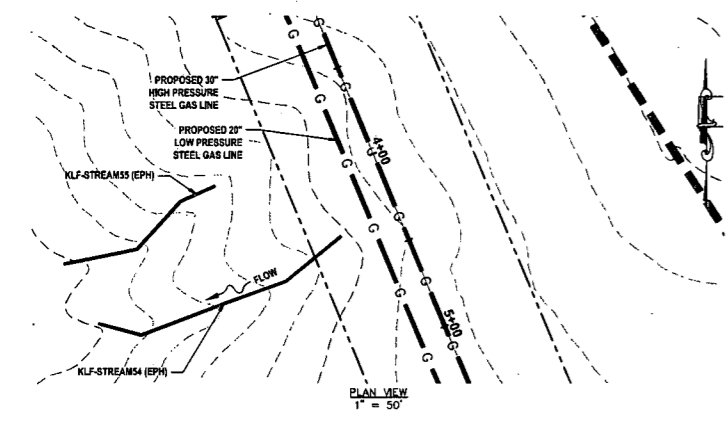 PROPOSED 30"
HIGH PRESSURE
STEEL GAS LINE
PROPOSED 20"
LOW PRESSURE
STEEL GAS LINE
KLF-STREAM55 (EPH)
FLOW
KLF-STREAM54 (EPH)
4+00
5+00
G G G G G G G
G G G G G G
PLAN VIEW
1" = 50'